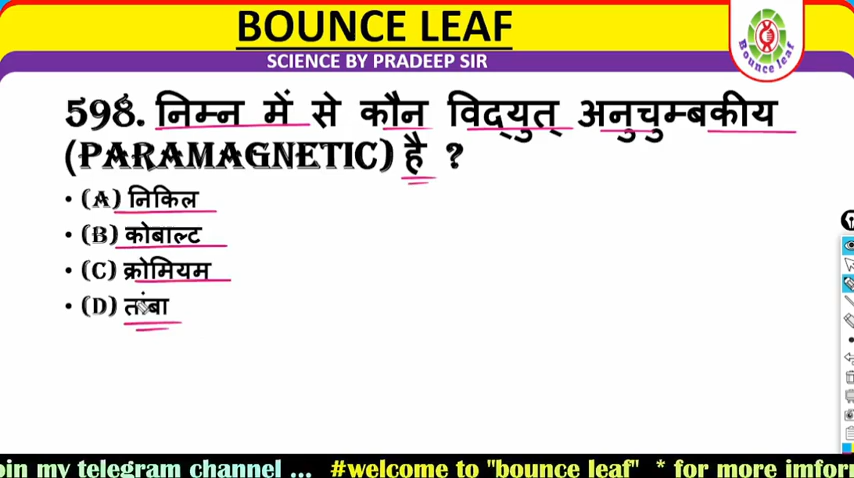 BOUNCE LEAF
SCIENCE BY PRADEEP SIR
Bounce leaf
598. निम्न में से कौन विद्युत् अनुचुम्बकीय
(PARAMAGNETIC) है ?
• (A) निकिल
• (B) कोबाल्ट
• (C) क्रोमियम
• (D) तांबा
oin my telegram channel ... #welcome to "bounce leaf" * for more imfor